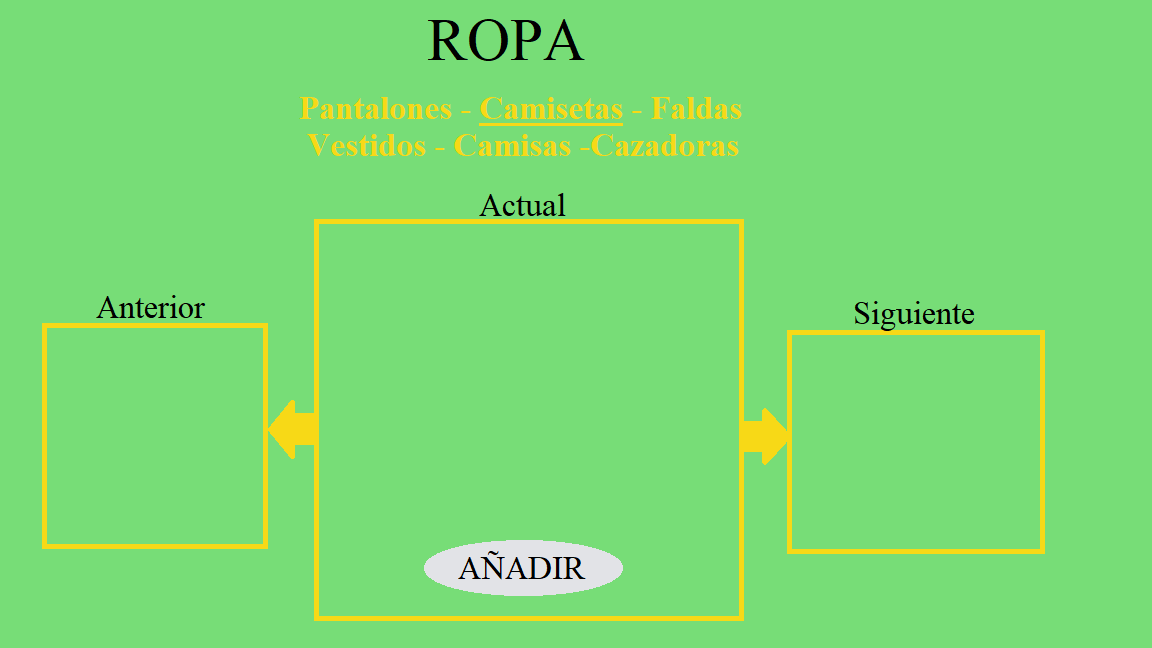 ROPA
Pantalones - Camisetas - Faldas
Vestidos - Camisas -Cazadoras
Actual
Anterior
Siguiente
AÑADIR